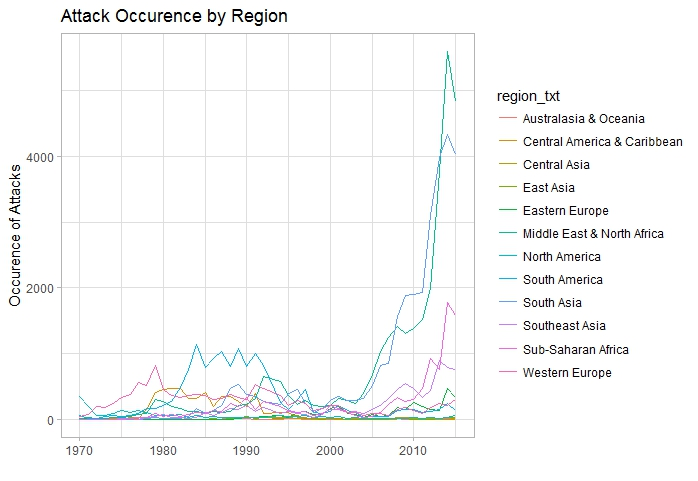 Attack Occurence by Region
Occurence of Attacks
4000
2000
0
1970
1980
1990
2000
2010
region_txt
Australasia & Oceania
Central America & Caribbean
Central Asia
East Asia
Eastern Europe
Middle East & North Africa
North America
South America
South Asia
Southeast Asia
Sub-Saharan Africa
Western Europe